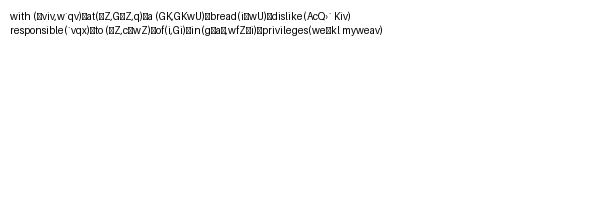 with (▯viv,w¨qv)▯at(▯Z,G▯Z,q)▯a (GK,GKwU)▯bread(i▯wU)▯dislike(AcQ›¨ Kiv)
responsible(¨vqx)▯to (▯Z,c▯wZ)▯of(i,Gi)▯in(g▯a▯,wfZ▯i)▯privileges(we▯kl myweav)